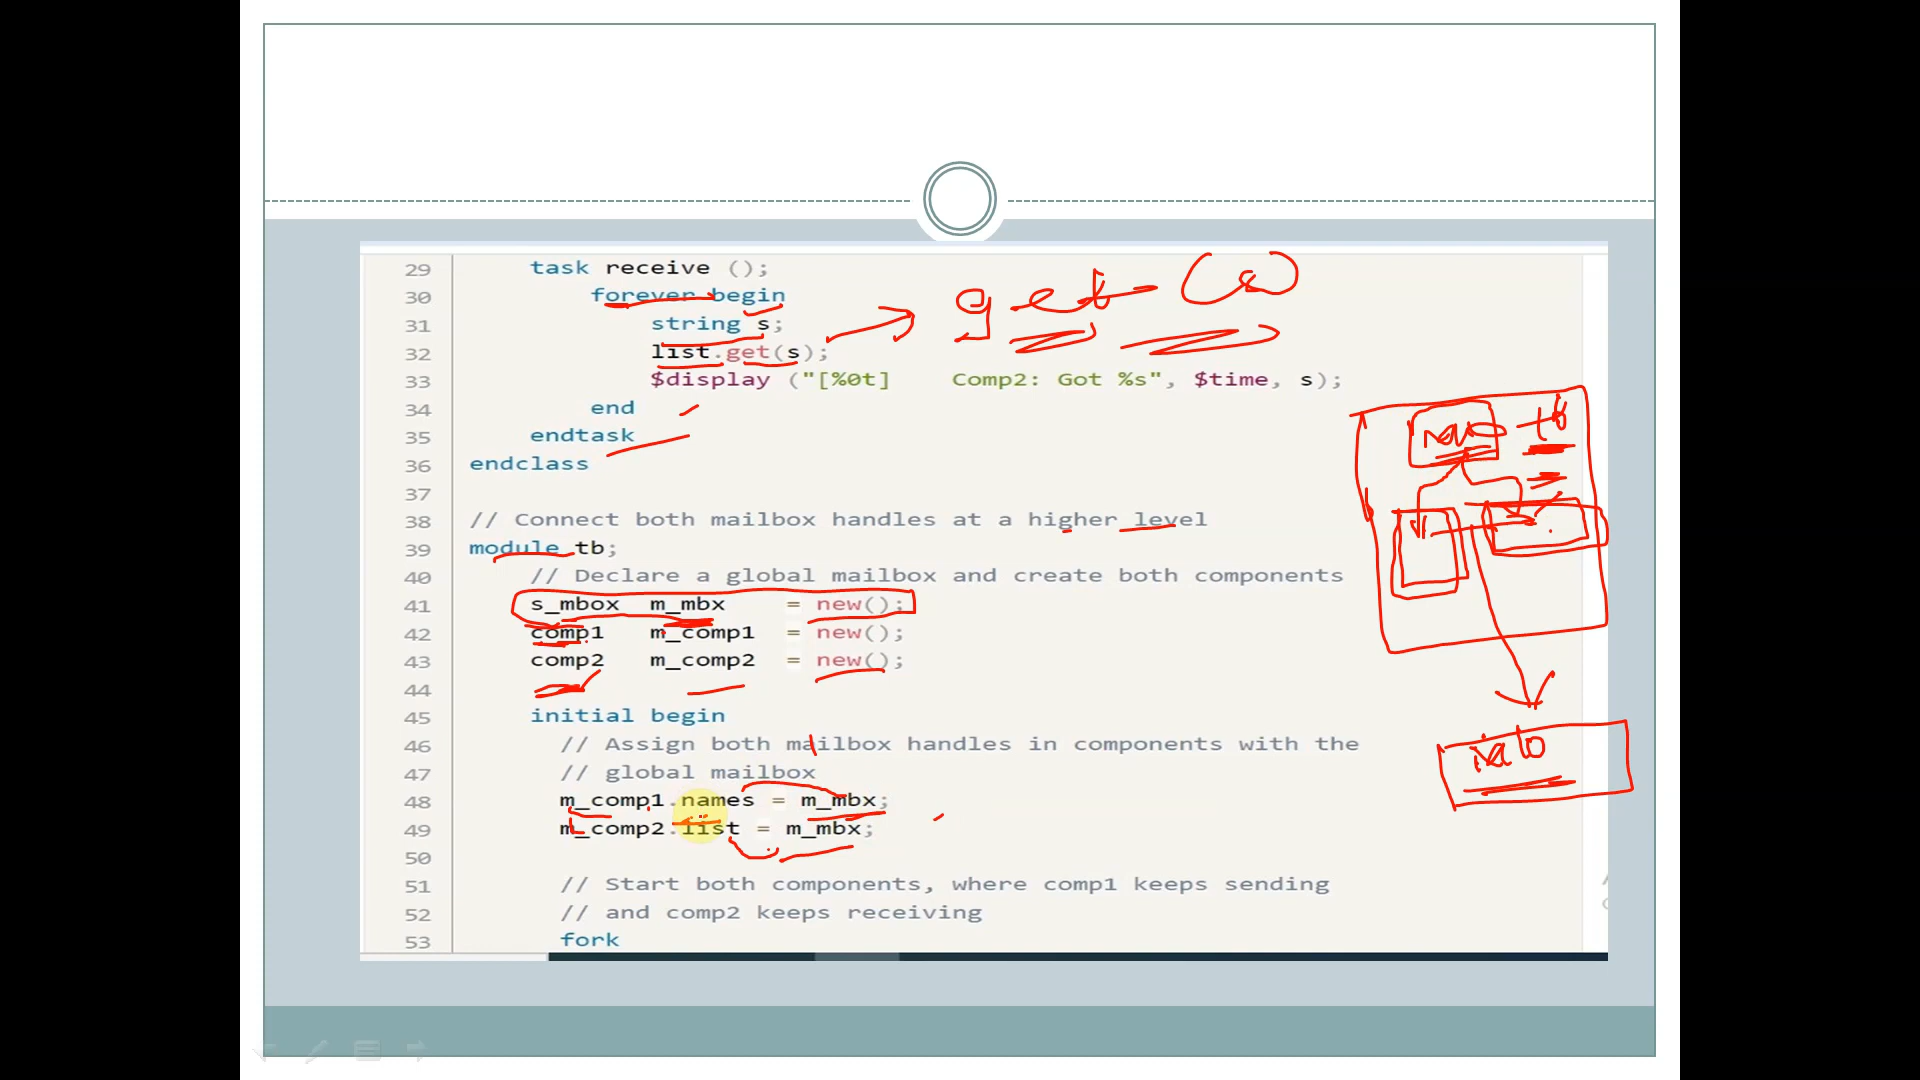 29 task receive ();
30 forever begin
31 string s;
32 list.get(s);
get (s)
33 $display ("[%0t] Comp2: Got %s", $time, s);
34 end
35 endtask
36 endclass
37
38 // Connect both mailbox handles at a higher level
39 module tb;
40 // Declare a global mailbox and create both components
41 s_mbox m_mbx = new();
42 comp1 m_comp1 = new();
43 comp2 m_comp2 = new();
44
45 initial begin
46 // Assign both mailbox handles in components with the
47 // global mailbox
48 m_comp1.names = m_mbx;
49 m_comp2.list = m_mbx;
50
51 // Start both components, where comp1 keeps sending
52 // and comp2 keeps receiving
53 fork
tb